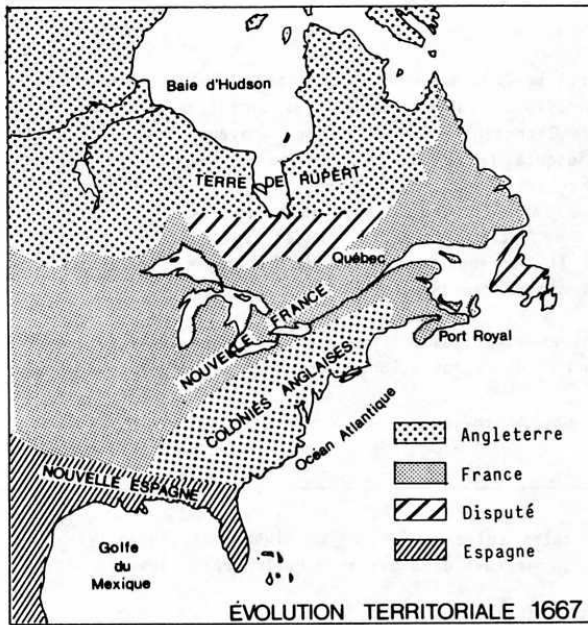 Baie d'Hudson
TERRE DE RUPERT
Québec
NOUVELLE FRANCE
Port Royal
COLONIES ANGLAISES
Océan Atlantique
NOUVELLE ESPAGNE
Golfe
du
Mexique
Angleterre
France
Disputé
Espagne
ÉVOLUTION TERRITORIALE 1667